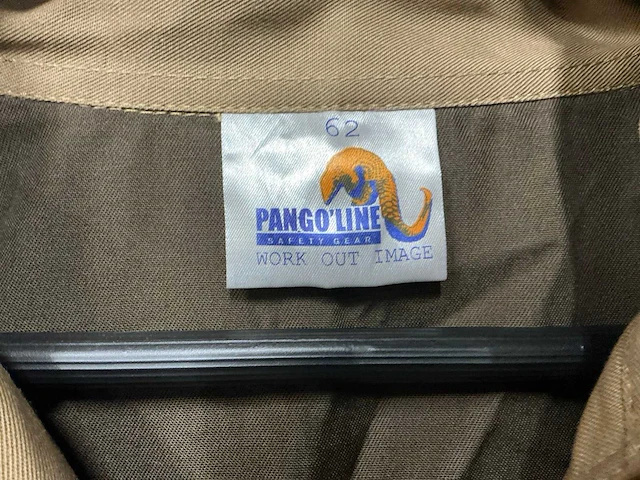 62
PANGO'LINE
SAFETY GEAR
WORK OUT IMAGE